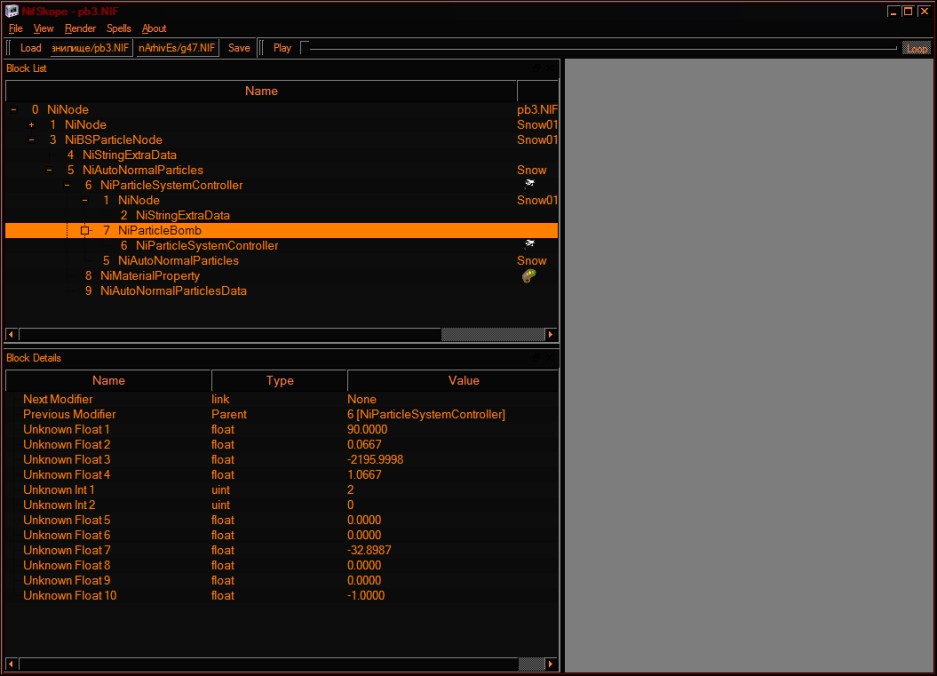 NifSkope - pb3.NIF
File View Render Spells About
Load знилище/pb3.NIF nArhivEs/g47.NIF Save Play Loop
Block List
Name
- 0 NiNode pb3.NIF
+ 1 NiNode Snow01
- 3 NiBSParticleNode Snow01
4 NiStringExtraData
- 5 NiAutoNormalParticles Snow
- 6 NiParticleSystemController
- 1 NiNode Snow01
2 NiStringExtraData
7 NiParticleBomb
6 NiParticleSystemController
5 NiAutoNormalParticles Snow
8 NiMaterialProperty
9 NiAutoNormalParticlesData
Block Details
Name Type Value
Next Modifier link None
Previous Modifier Parent 6 [NiParticleSystemController]
Unknown Float 1 float 90.0000
Unknown Float 2 float 0.0667
Unknown Float 3 float -2195.9998
Unknown Float 4 float 1.0667
Unknown Int 1 uint 2
Unknown Int 2 uint 0
Unknown Float 5 float 0.0000
Unknown Float 6 float 0.0000
Unknown Float 7 float -32.8987
Unknown Float 8 float 0.0000
Unknown Float 9 float 0.0000
Unknown Float 10 float -1.0000